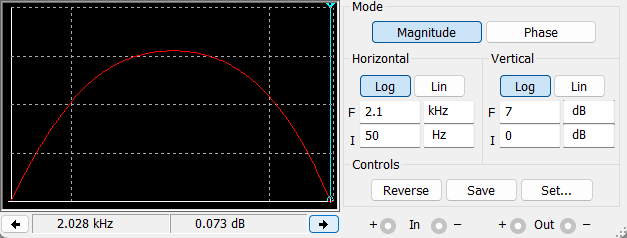 Mode
Magnitude Phase
Horizontal Vertical
Log Lin Log Lin
F 2.1 kHz F 7 dB
I 50 Hz I 0 dB
Controls
Reverse Save Set...
2.028 kHz 0.073 dB
+ In − + Out −